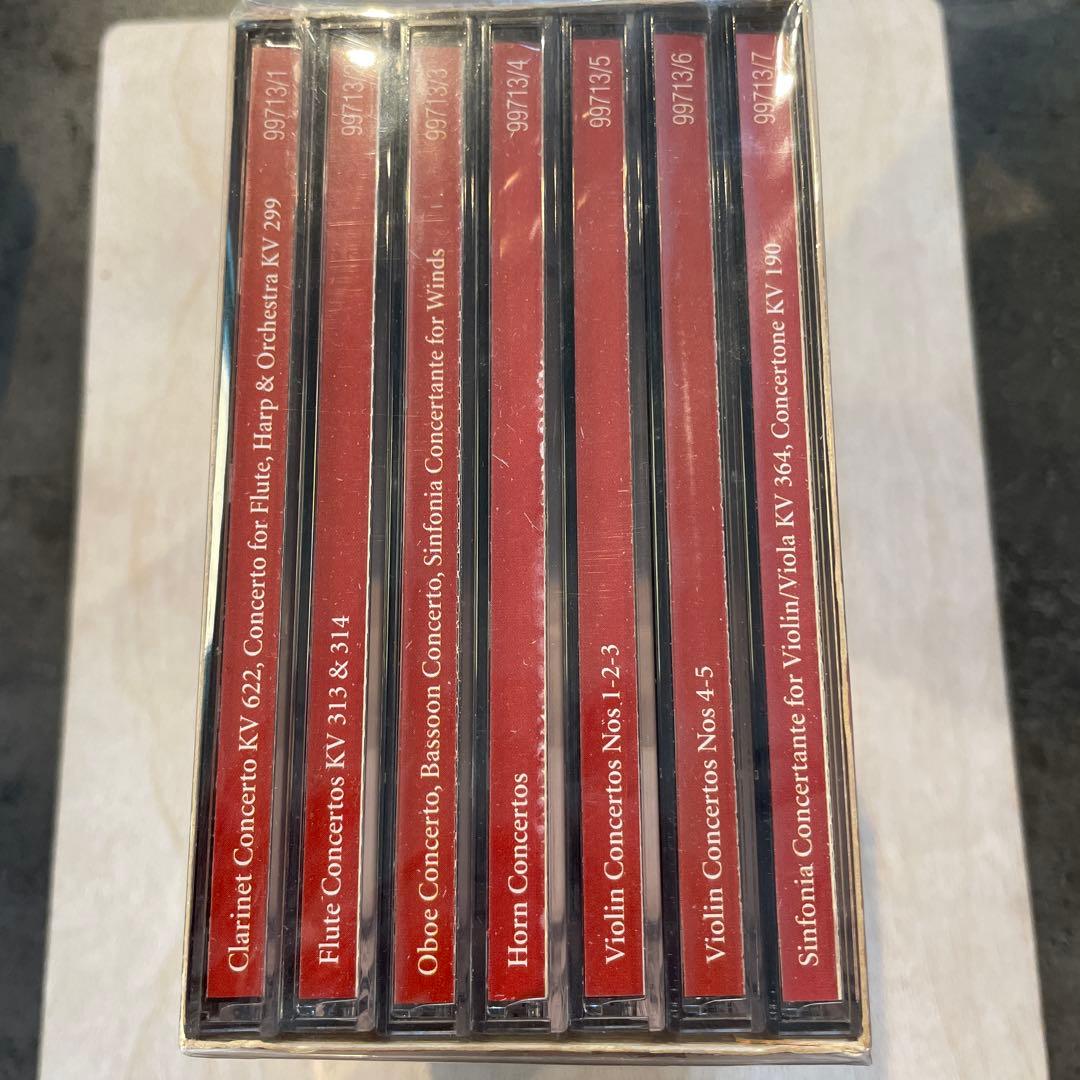 Clarinet Concerto KV 622, Concerto for Flute, Harp & Orchestra KV 299 99713/1
Flute Concertos KV 313 & 314 99713/2
Oboe Concerto, Bassoon Concerto, Sinfonia Concertante for Winds 99713/3
Horn Concertos 99713/4
Violin Concertos Nos 1-2-3 99713/5
Violin Concertos Nos 4-5 99713/6
Sinfonia Concertante for Violin/Viola KV 364, Concertone KV 190 99713/7